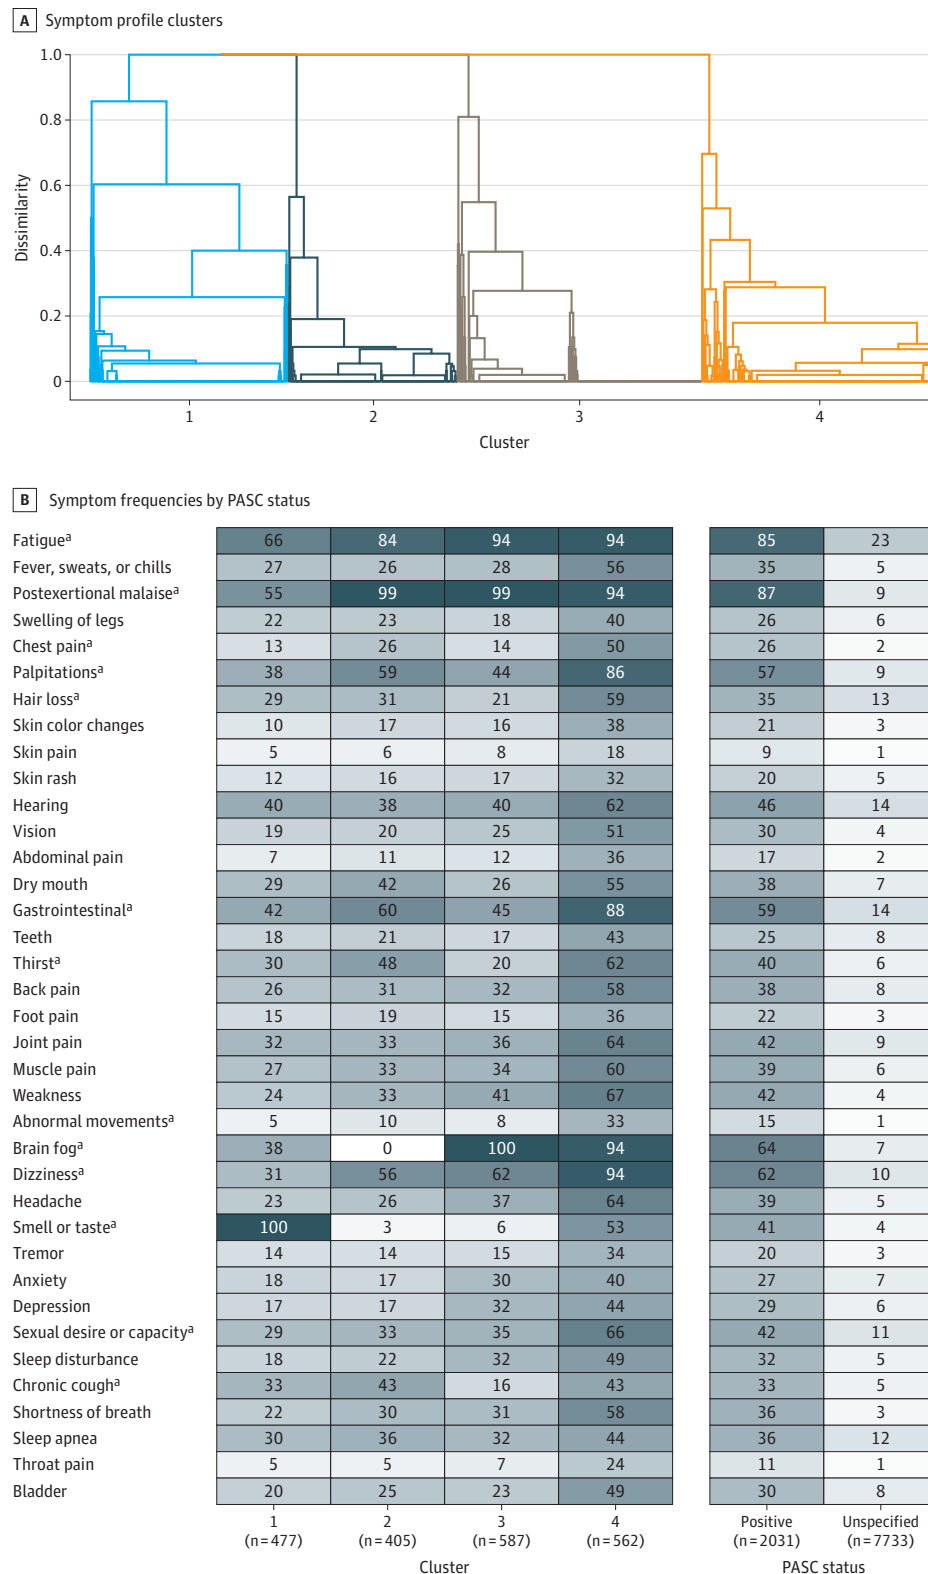 A Symptom profile clusters
1.0
0.8
0.6
0.4
0.2
0
Dissimilarity
1 2 3 4
Cluster
B Symptom frequencies by PASC status
Fatigueᵃ 66 84 94 94 85 23
Fever, sweats, or chills 27 26 28 56 35 5
Postexertional malaiseᵃ 55 99 99 94 87 9
Swelling of legs 22 23 18 40 26 6
Chest painᵃ 13 26 14 50 26 2
Palpitationsᵃ 38 59 44 86 57 9
Hair lossᵃ 29 31 21 59 35 13
Skin color changes 10 17 16 38 21 3
Skin pain 5 6 8 18 9 1
Skin rash 12 16 17 32 20 5
Hearing 40 38 40 62 46 14
Vision 19 20 25 51 30 4
Abdominal pain 7 11 12 36 17 2
Dry mouth 29 42 26 55 38 7
Gastrointestinalᵃ 42 60 45 88 59 14
Teeth 18 21 17 43 25 8
Thirstᵃ 30 48 20 62 40 6
Back pain 26 31 32 58 38 8
Foot pain 15 19 15 36 22 3
Joint pain 32 33 36 64 42 9
Muscle pain 27 33 34 60 39 6
Weakness 24 33 41 67 42 4
Abnormal movementsᵃ 5 10 8 33 15 1
Brain fogᵃ 38 0 100 94 64 7
Dizzinessᵃ 31 56 62 94 62 10
Headache 23 26 37 64 39 5
Smell or tasteᵃ 100 3 6 53 41 4
Tremor 14 14 15 34 20 3
Anxiety 18 17 30 40 27 7
Depression 17 17 32 44 29 6
Sexual desire or capacityᵃ 29 33 35 66 42 11
Sleep disturbance 18 22 32 49 32 5
Chronic coughᵃ 33 43 16 43 33 5
Shortness of breath 22 30 31 58 36 3
Sleep apnea 30 36 32 44 36 12
Throat pain 5 5 7 24 11 1
Bladder 20 25 23 49 30 8
1 2 3 4 Positive Unspecified
(n=477) (n=405) (n=587) (n=562) (n=2031) (n=7733)
Cluster PASC status